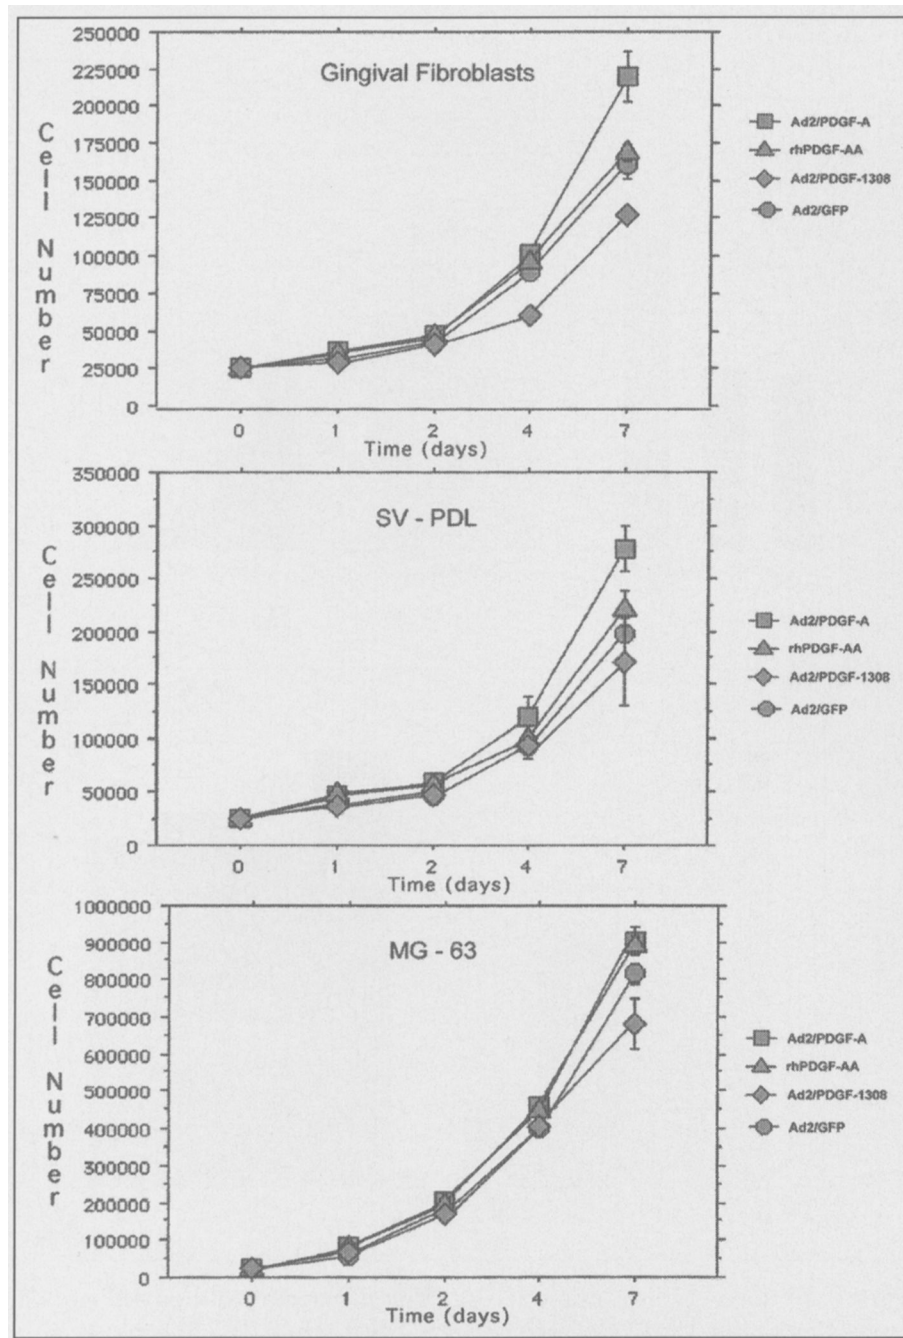 250000
225000
200000
175000
150000
125000
100000
75000
50000
25000
0
Cell Number
Gingival Fibroblasts
0 1 2 4 7
Time (days)
Ad2/PDGF-A
rhPDGF-AA
Ad2/PDGF-1308
Ad2/GFP
350000
300000
250000
200000
150000
100000
50000
0
Cell Number
SV - PDL
0 1 2 4 7
Time (days)
Ad2/PDGF-A
rhPDGF-AA
Ad2/PDGF-1308
Ad2/GFP
1000000
900000
800000
700000
600000
500000
400000
300000
200000
100000
0
Cell Number
MG - 63
0 1 2 4 7
Time (days)
Ad2/PDGF-A
rhPDGF-AA
Ad2/PDGF-1308
Ad2/GFP